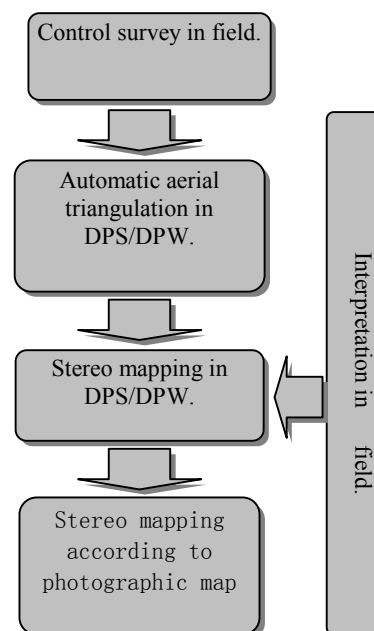 Control survey in field.
Automatic aerial
triangulation in
DPS/DPW.
Stereo mapping in
DPS/DPW.
Stereo mapping
according to
photographic map
Interpretation in field.